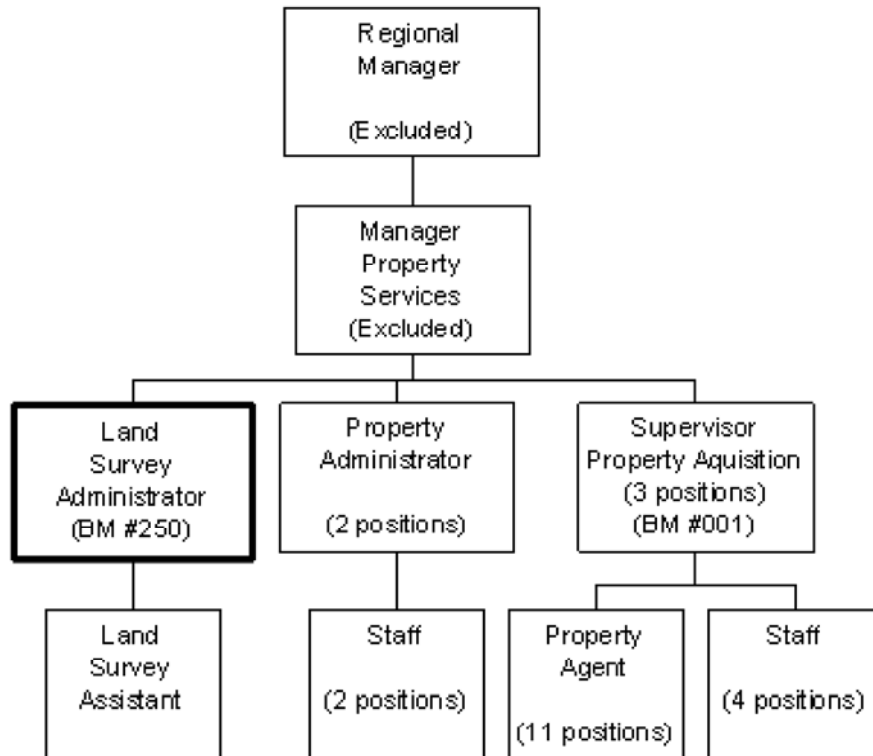 Regional
Manager
(Excluded)
Manager
Property
Services
(Excluded)
Land
Survey
Administrator
(BM #250)
Property
Administrator
(2 positions)
Supervisor
Property Aquisition
(3 positions)
(BM #001)
Land
Survey
Assistant
Staff
(2 positions)
Property
Agent
(11 positions)
Staff
(4 positions)